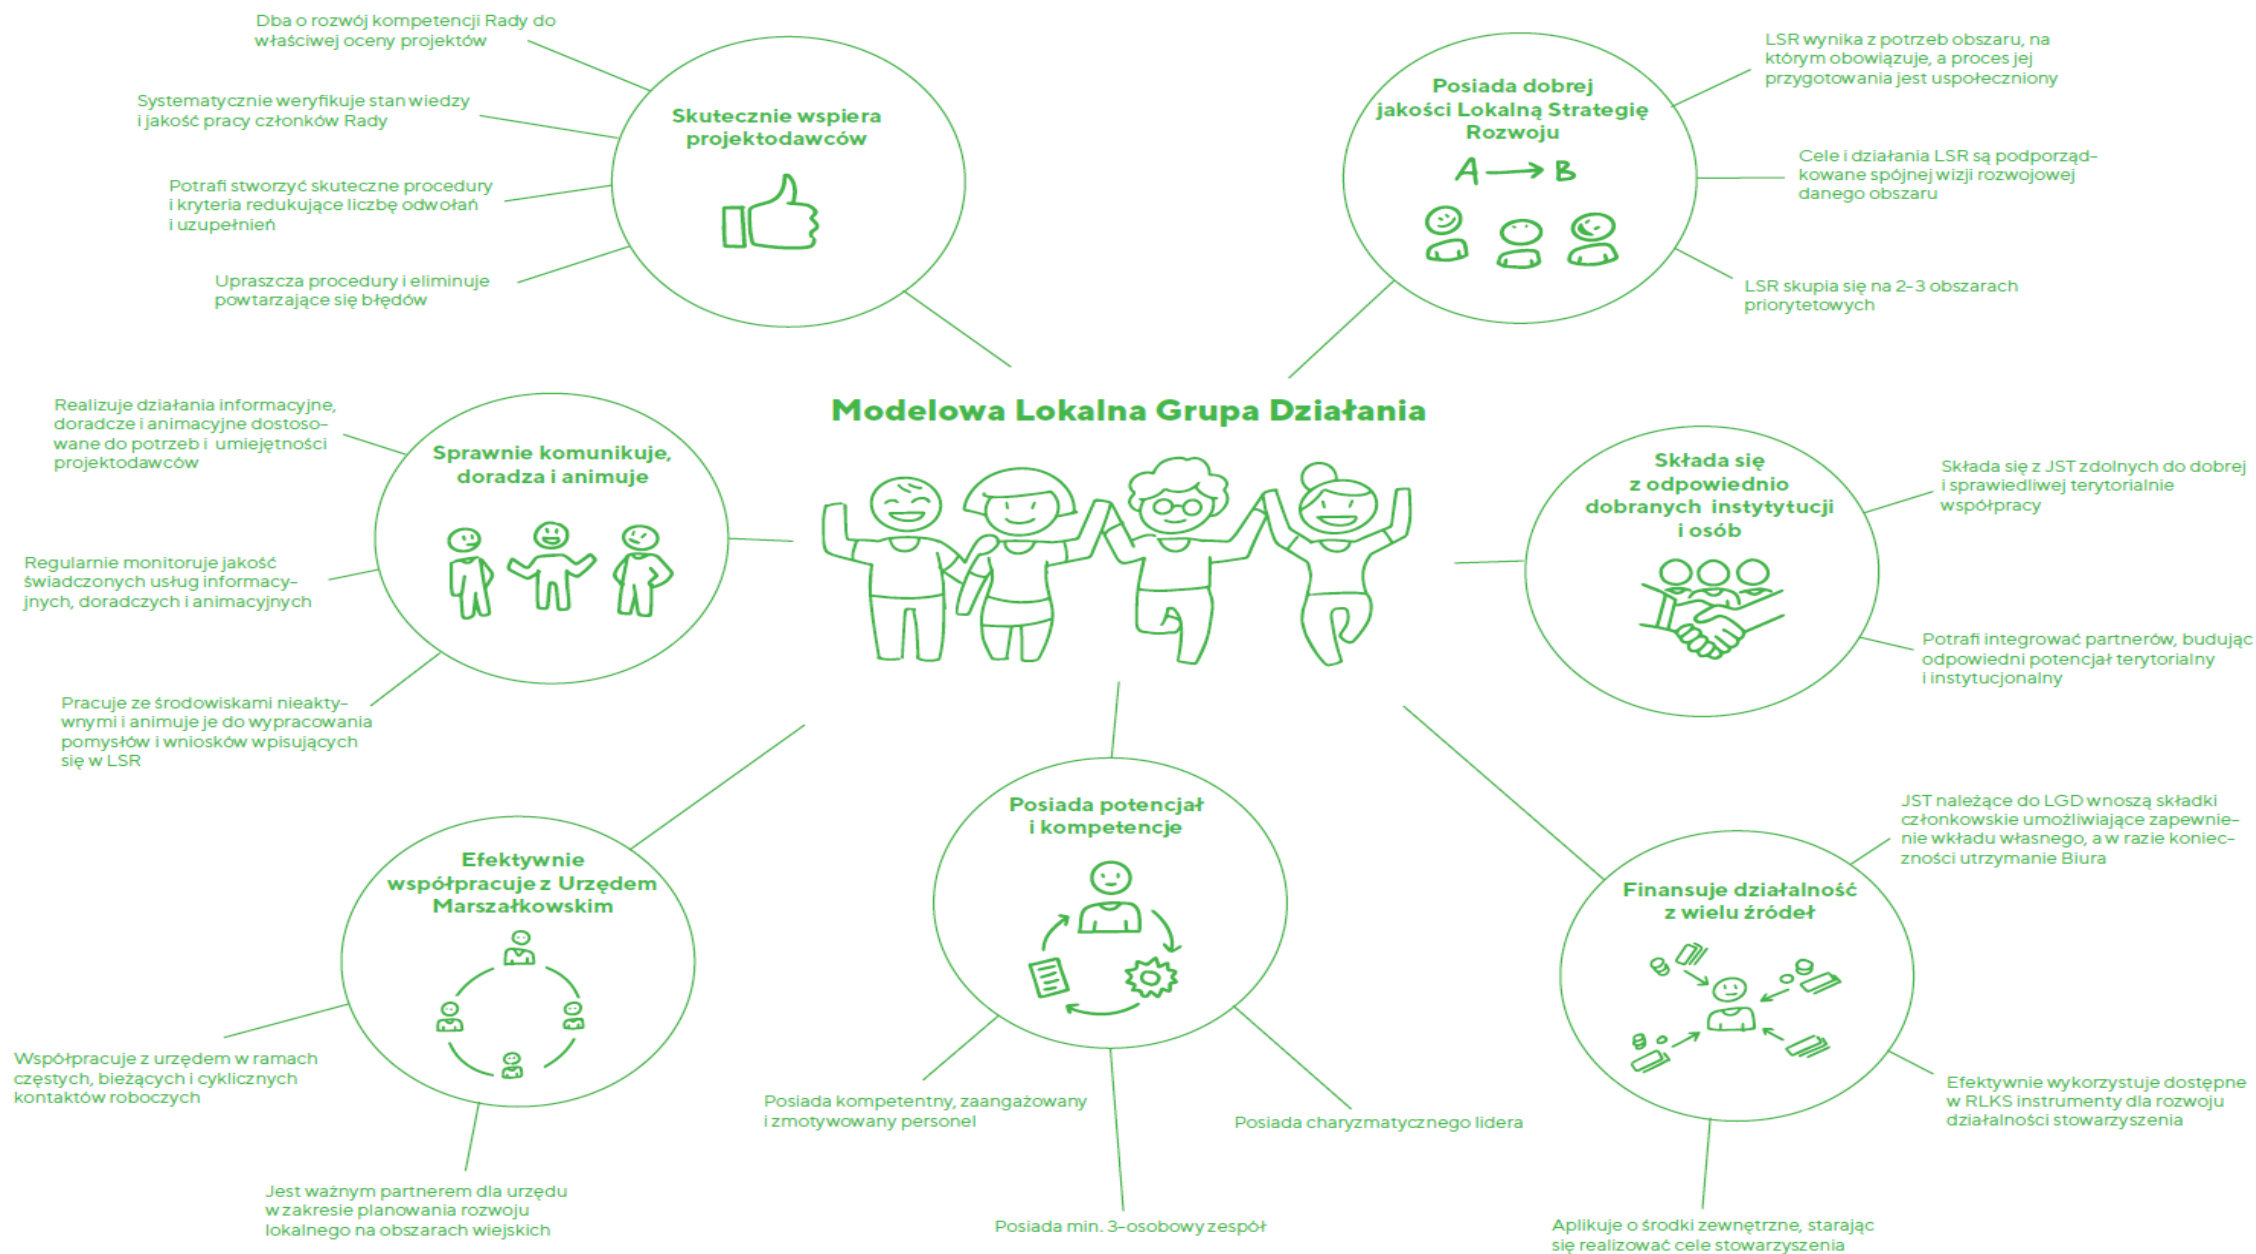 Dba o rozwój kompetencji Rady do
właściwej oceny projektów
Systematycznie weryfikuje stan wiedzy
i jakość pracy członków Rady
Potrafi stworzyć skuteczne procedury
i kryteria redukujące liczbę odwołań
i uzupełnień
Upraszcza procedury i eliminuje
powtarzające się błędów
Skutecznie wspiera
projektodawców
Posiada dobrej
jakości Lokalną Strategię
Rozwoju
A → B
LSR wynika z potrzeb obszaru, na
którym obowiązuje, a proces jej
przygotowania jest uspołeczniony
Cele i działania LSR są podporząd-
kowane spójnej wizji rozwojowej
danego obszaru
LSR skupia się na 2-3 obszarach
priorytetowych
Modelowa Lokalna Grupa Działania
Realizuje działania informacyjne,
doradcze i animacyjne dostoso-
wane do potrzeb i umiejętności
projektodawców
Regularnie monitoruje jakość
świadczonych usług informacy-
jnych, doradczych i animacyjnych
Pracuje ze środowiskami nieakty-
wnymi i animuje je do wypracowania
pomysłów i wniosków wpisujących
się w LSR
Sprawnie komunikuje,
doradza i animuje
Składa się
z odpowiednio
dobranych instytytucji
i osób
Składa się z JST zdolnych do dobrej
i sprawiedliwej terytorialnie
współpracy
Potrafi integrować partnerów, budując
odpowiedni potencjał terytorialny
i instytucjonalny
Efektywnie
współpracuje z Urzędem
Marszałkowskim
Współpracuje z urzędem w ramach
częstych, bieżących i cyklicznych
kontaktów roboczych
Jest ważnym partnerem dla urzędu
w zakresie planowania rozwoju
lokalnego na obszarach wiejskich
Posiada potencjał
i kompetencje
Posiada kompetentny, zaangażowany
i zmotywowany personel
Posiada min. 3-osobowy zespół
Posiada charyzmatycznego lidera
Finansuje działalność
z wielu źródeł
JST należące do LGD wnoszą składki
członkowskie umożliwiające zapewnie-
nie wkładu własnego, a w razie koniec-
zności utrzymanie Biura
Efektywnie wykorzystuje dostępne
w RLKS instrumenty dla rozwoju
działalności stowarzyszenia
Aplikuje o środki zewnętrzne, starając
się realizować cele stowarzyszenia